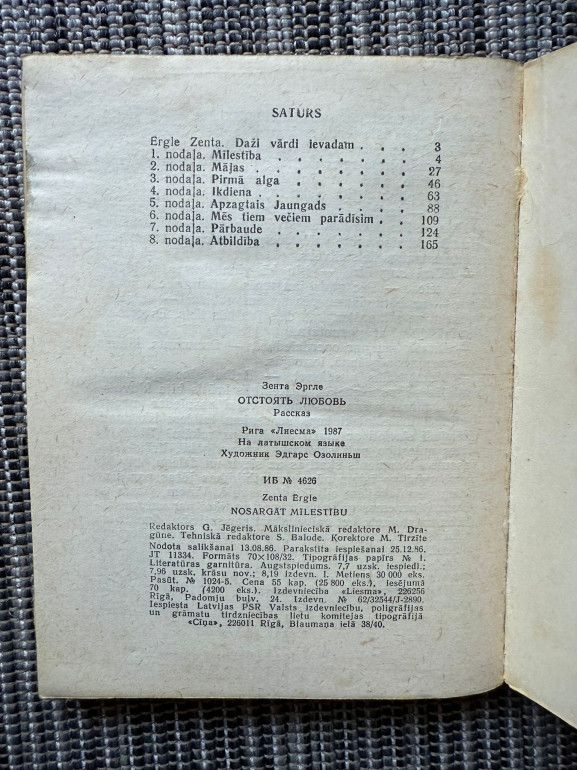 SATURS
Ērgle Zenta. Daži vārdi ievadam . . . 3
1. nodaļa. Mīlestība . . . . . . 4
2. nodaļa. Mājas . . . . . . . 27
3. nodaļa. Pirmā alga . . . . . 46
4. nodaļa. Ikdiena . . . . . . . 63
5. nodaļa. Apzagtais Jaungads . . . . 88
6. nodaļa. Mēs tiem večiem parādīsim . . 109
7. nodaļa. Pārbaude . . . . . . 124
8. nodaļa. Atbildība . . . . . . 165
Зента Эргле
ОТСТОЯТЬ ЛЮБОВЬ
Рассказ
Рига «Лиесма» 1987
На латышском языке
Художник Эдгарс Озолиньш
ИБ № 4626
Zenta Ērgle
NOSARGĀT MĪLESTĪBU
Redaktors G. Jēgeris. Mākslinieciskā redaktore M. Dra-
gūne. Tehniskā redaktore S. Balode. Korektore M. Tirzīte
Nodota salikšanai 13.08.86. Parakstīta iespiešanai 25.12.86.
JT 11334. Formāts 70×108/32. Tipogrāfijas papīrs № 1.
Literatūras garnitūra. Augstspiedums. 7,7 uzsk. iespiedl.;
7,96 uzsk. krāsu nov.; 8,19 izdevn. l. Metiens 30 000 eks.
Pasūt. № 1024-5. Cena 55 kap. (25 800 eks.), iesējumā
70 kap. (4200 eks.). Izdevniecība «Liesma», 226256
Rīgā, Padomju bulv. 24. Izdevn. № 62/32544/J-2890.
Iespiesta Latvijas PSR Valsts izdevniecību, poligrāfijas
un grāmatu tirdzniecības lietu komitejas tipogrāfijā
«Cīņa», 226011 Rīgā, Blaumaņa ielā 38/40.